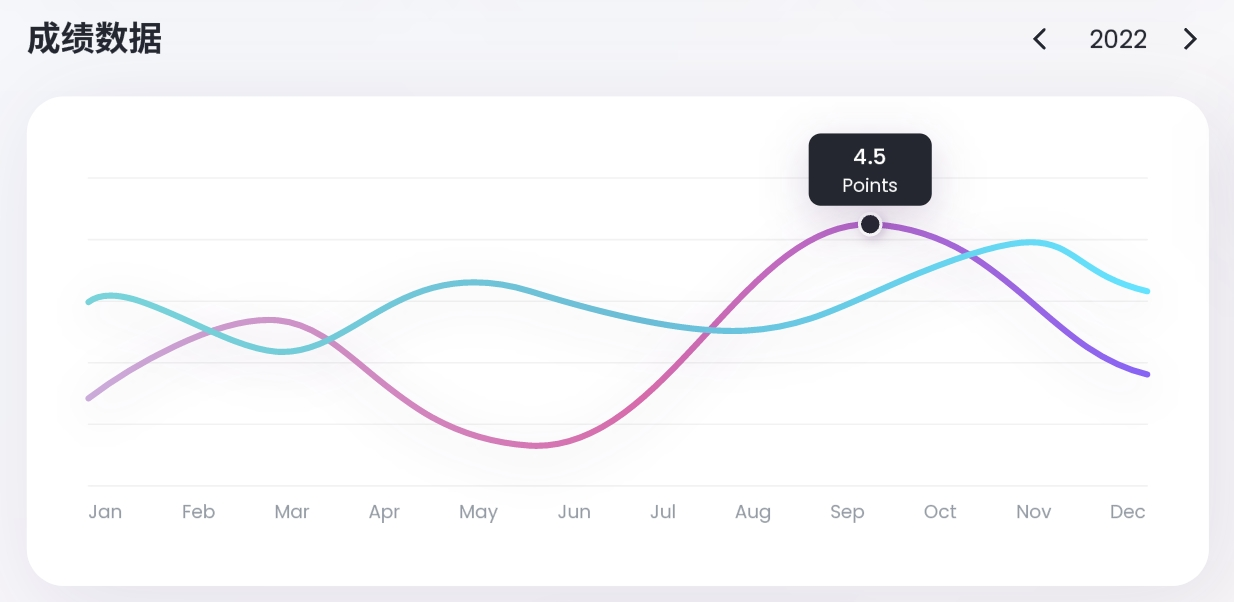 成绩数据
2022
4.5
Points
Jan Feb Mar Apr May Jun Jul Aug Sep Oct Nov Dec